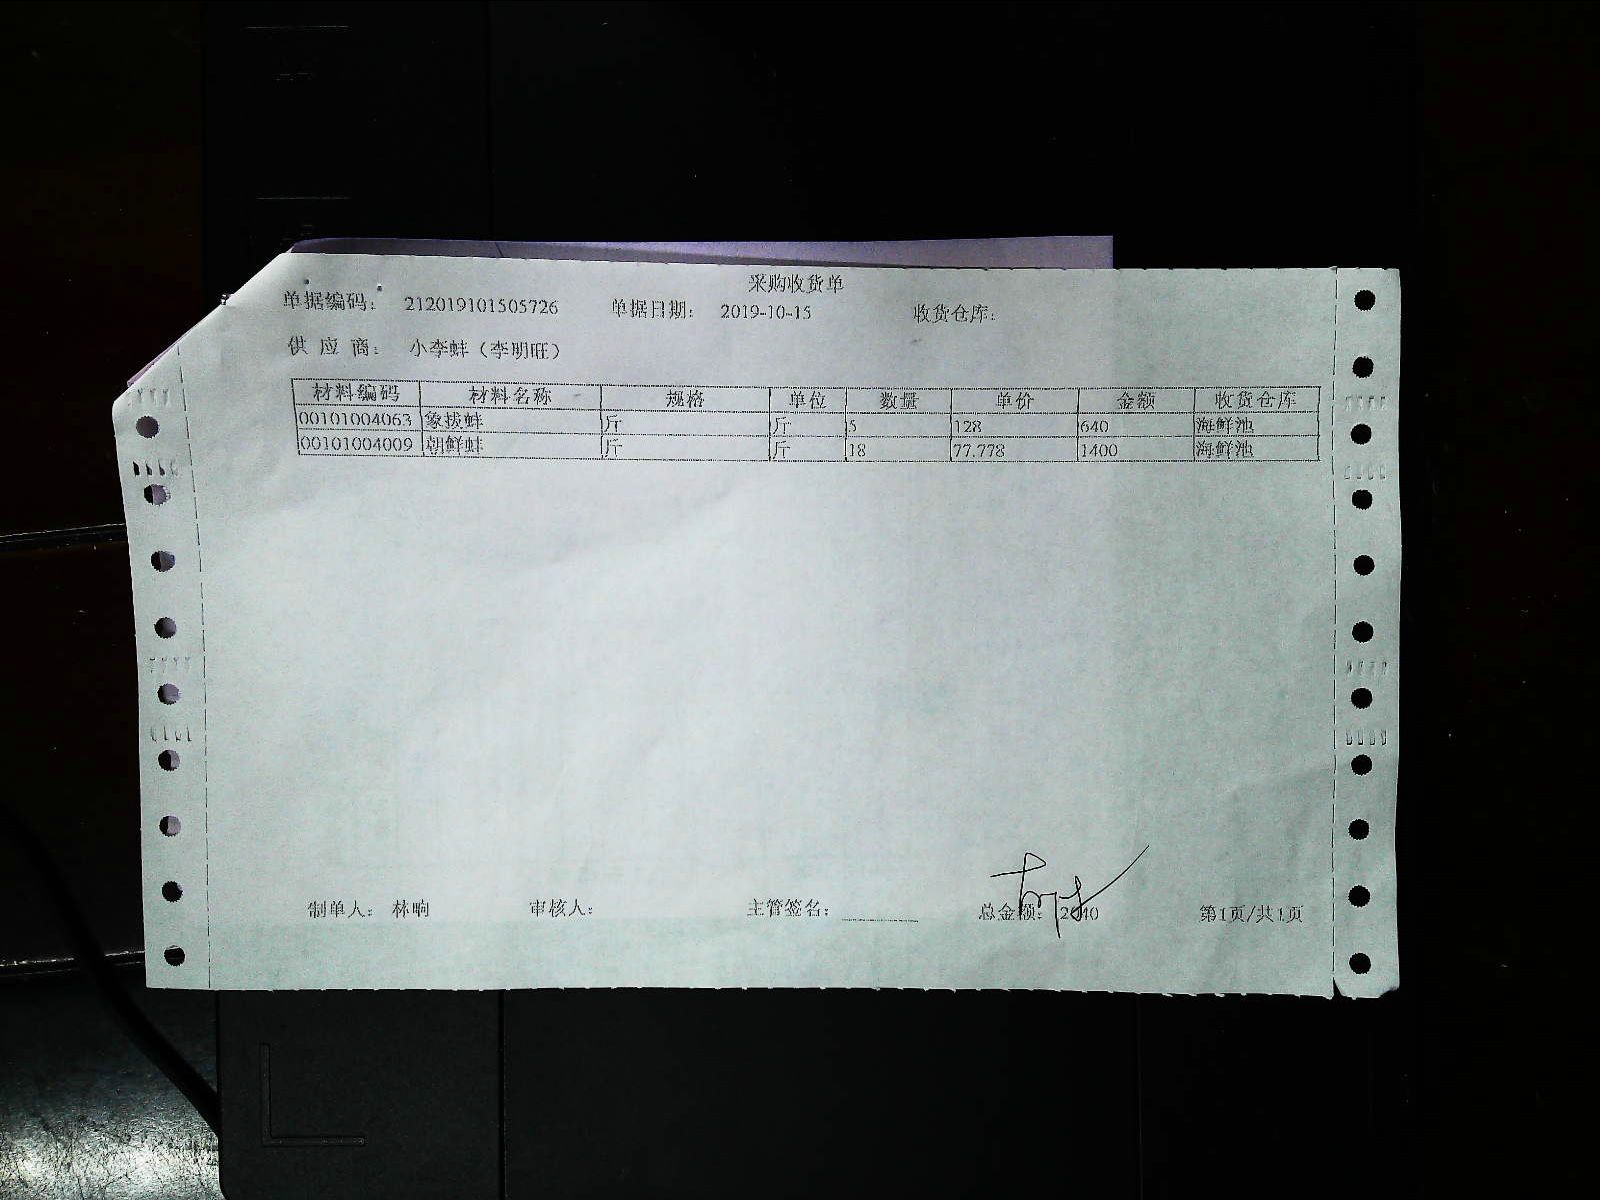 采购收货单
单据编码： 212019101505726 单据日期： 2019-10-15 收货仓库：
供 应 商： 小李蚌（李明旺）
材料编码 材料名称 规格 单位 数量 单价 金额 收货仓库
00101004063 象拔蚌 斤 斤 5 128 640 海鲜池
00101004009 朝鲜蚌 斤 斤 18 77.778 1400 海鲜池
制单人： 林晌 审核人： 主管签名： 总金额： 2040 第1页/共1页